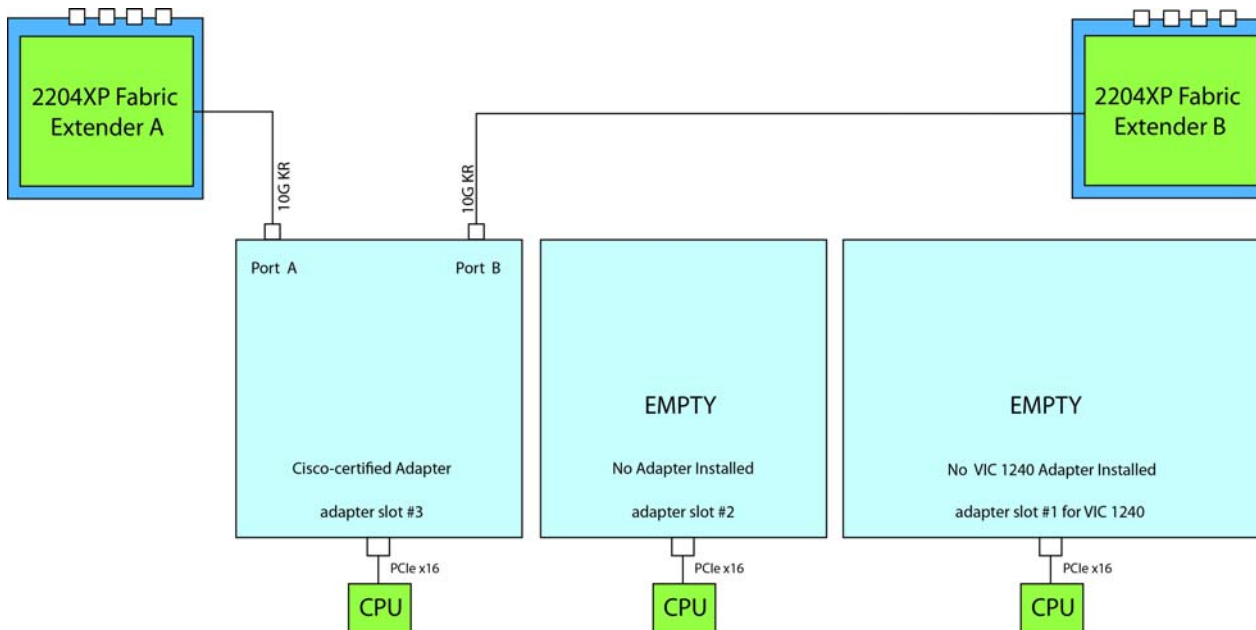 2204XP Fabric
Extender A
2204XP Fabric
Extender B
10G KR
10G KR
Port A
Port B
Cisco-certified Adapter
adapter slot #3
EMPTY
No Adapter Installed
adapter slot #2
EMPTY
No VIC 1240 Adapter Installed
adapter slot #1 for VIC 1240
PCIe x16
PCIe x16
PCIe x16
CPU
CPU
CPU